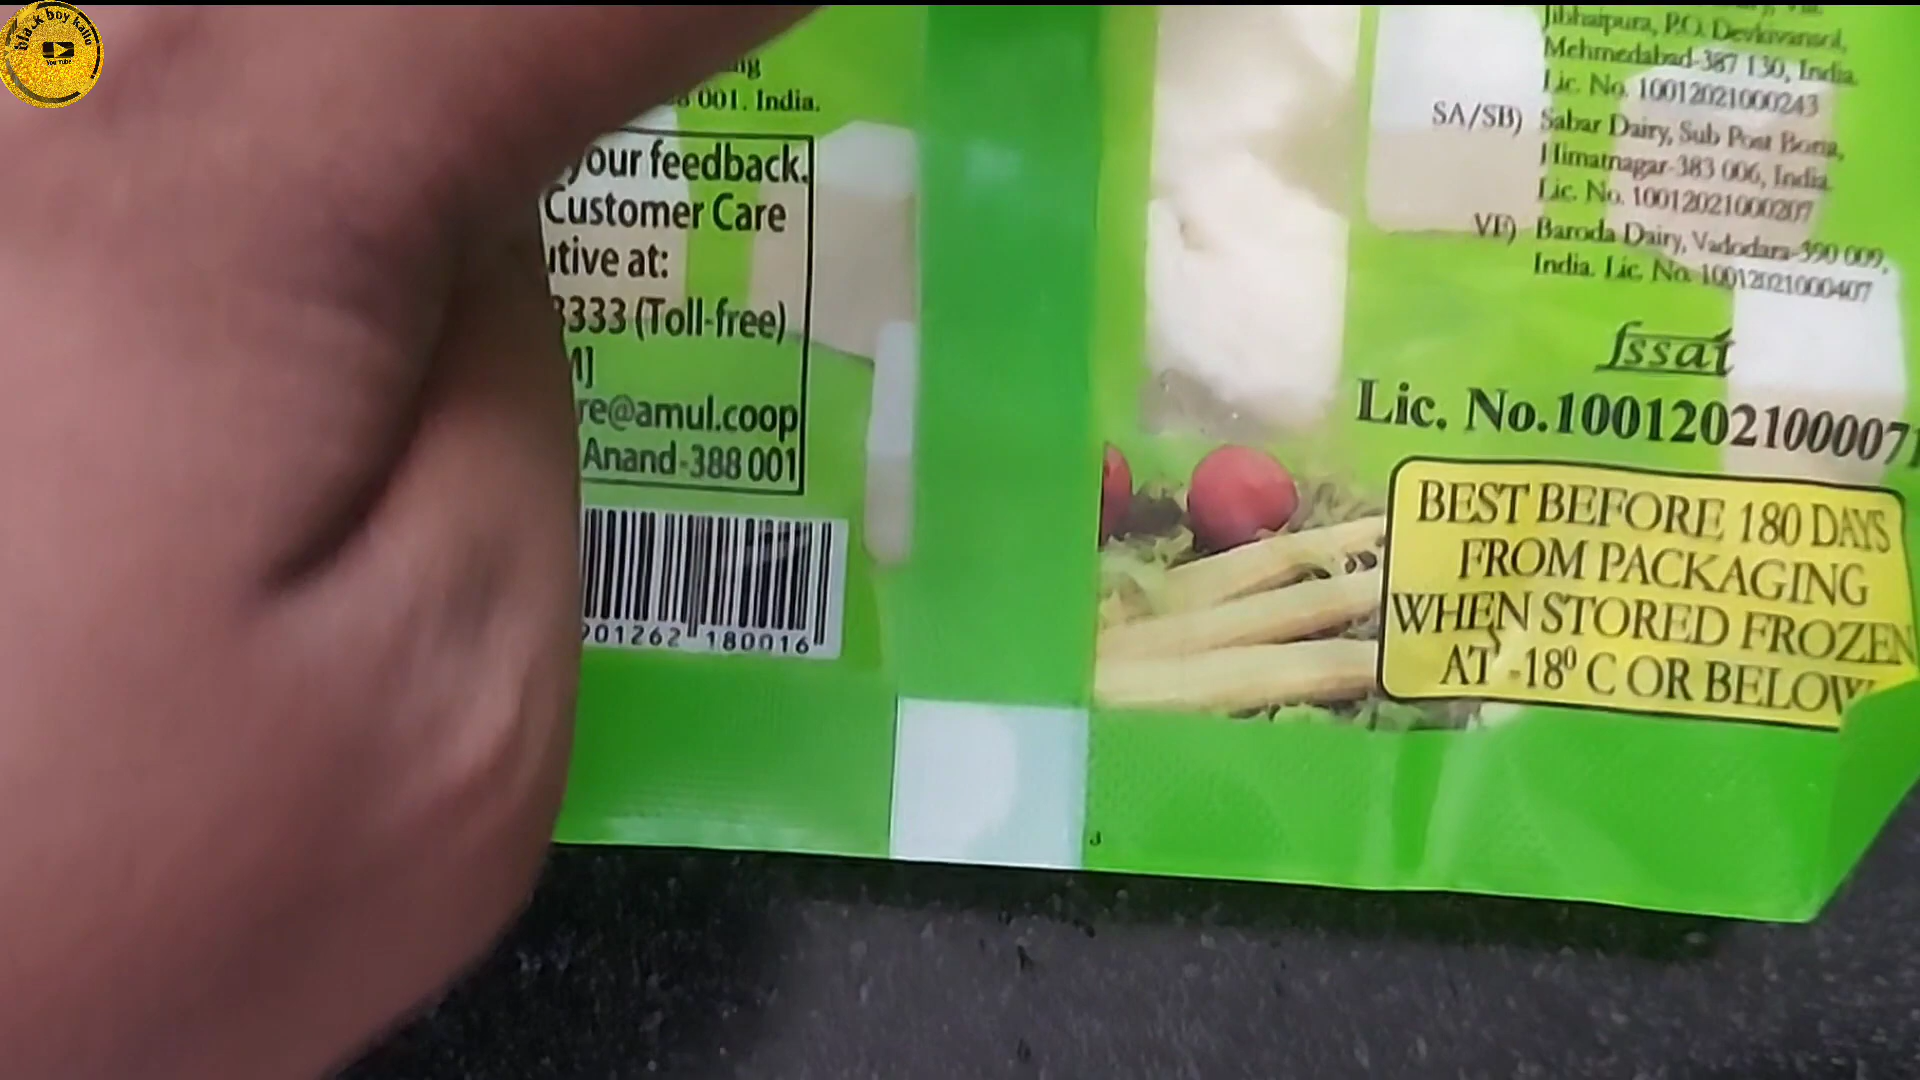 black boy kallo
YouTube
001. India.
your feedback.
Customer Care
at:
3333 (Toll-free)
re@amul.coop
Anand-388 001
901262 180016
Jibhaipura, P.O. Devkivansol,
Mehmedabad-387 130, India.
Lic. No. 10012021000243
SA/SB) Sabar Dairy, Sub Post Boria,
Himatnagar-383 006, India.
Lic. No. 10012021000207
VF) Baroda Dairy, Vadodara-390 009,
India. Lic. No. 10012021000407
fssai
Lic. No.10012021000071
BEST BEFORE 180 DAYS
FROM PACKAGING
WHEN STORED FROZEN
AT -18⁰ C OR BELOW